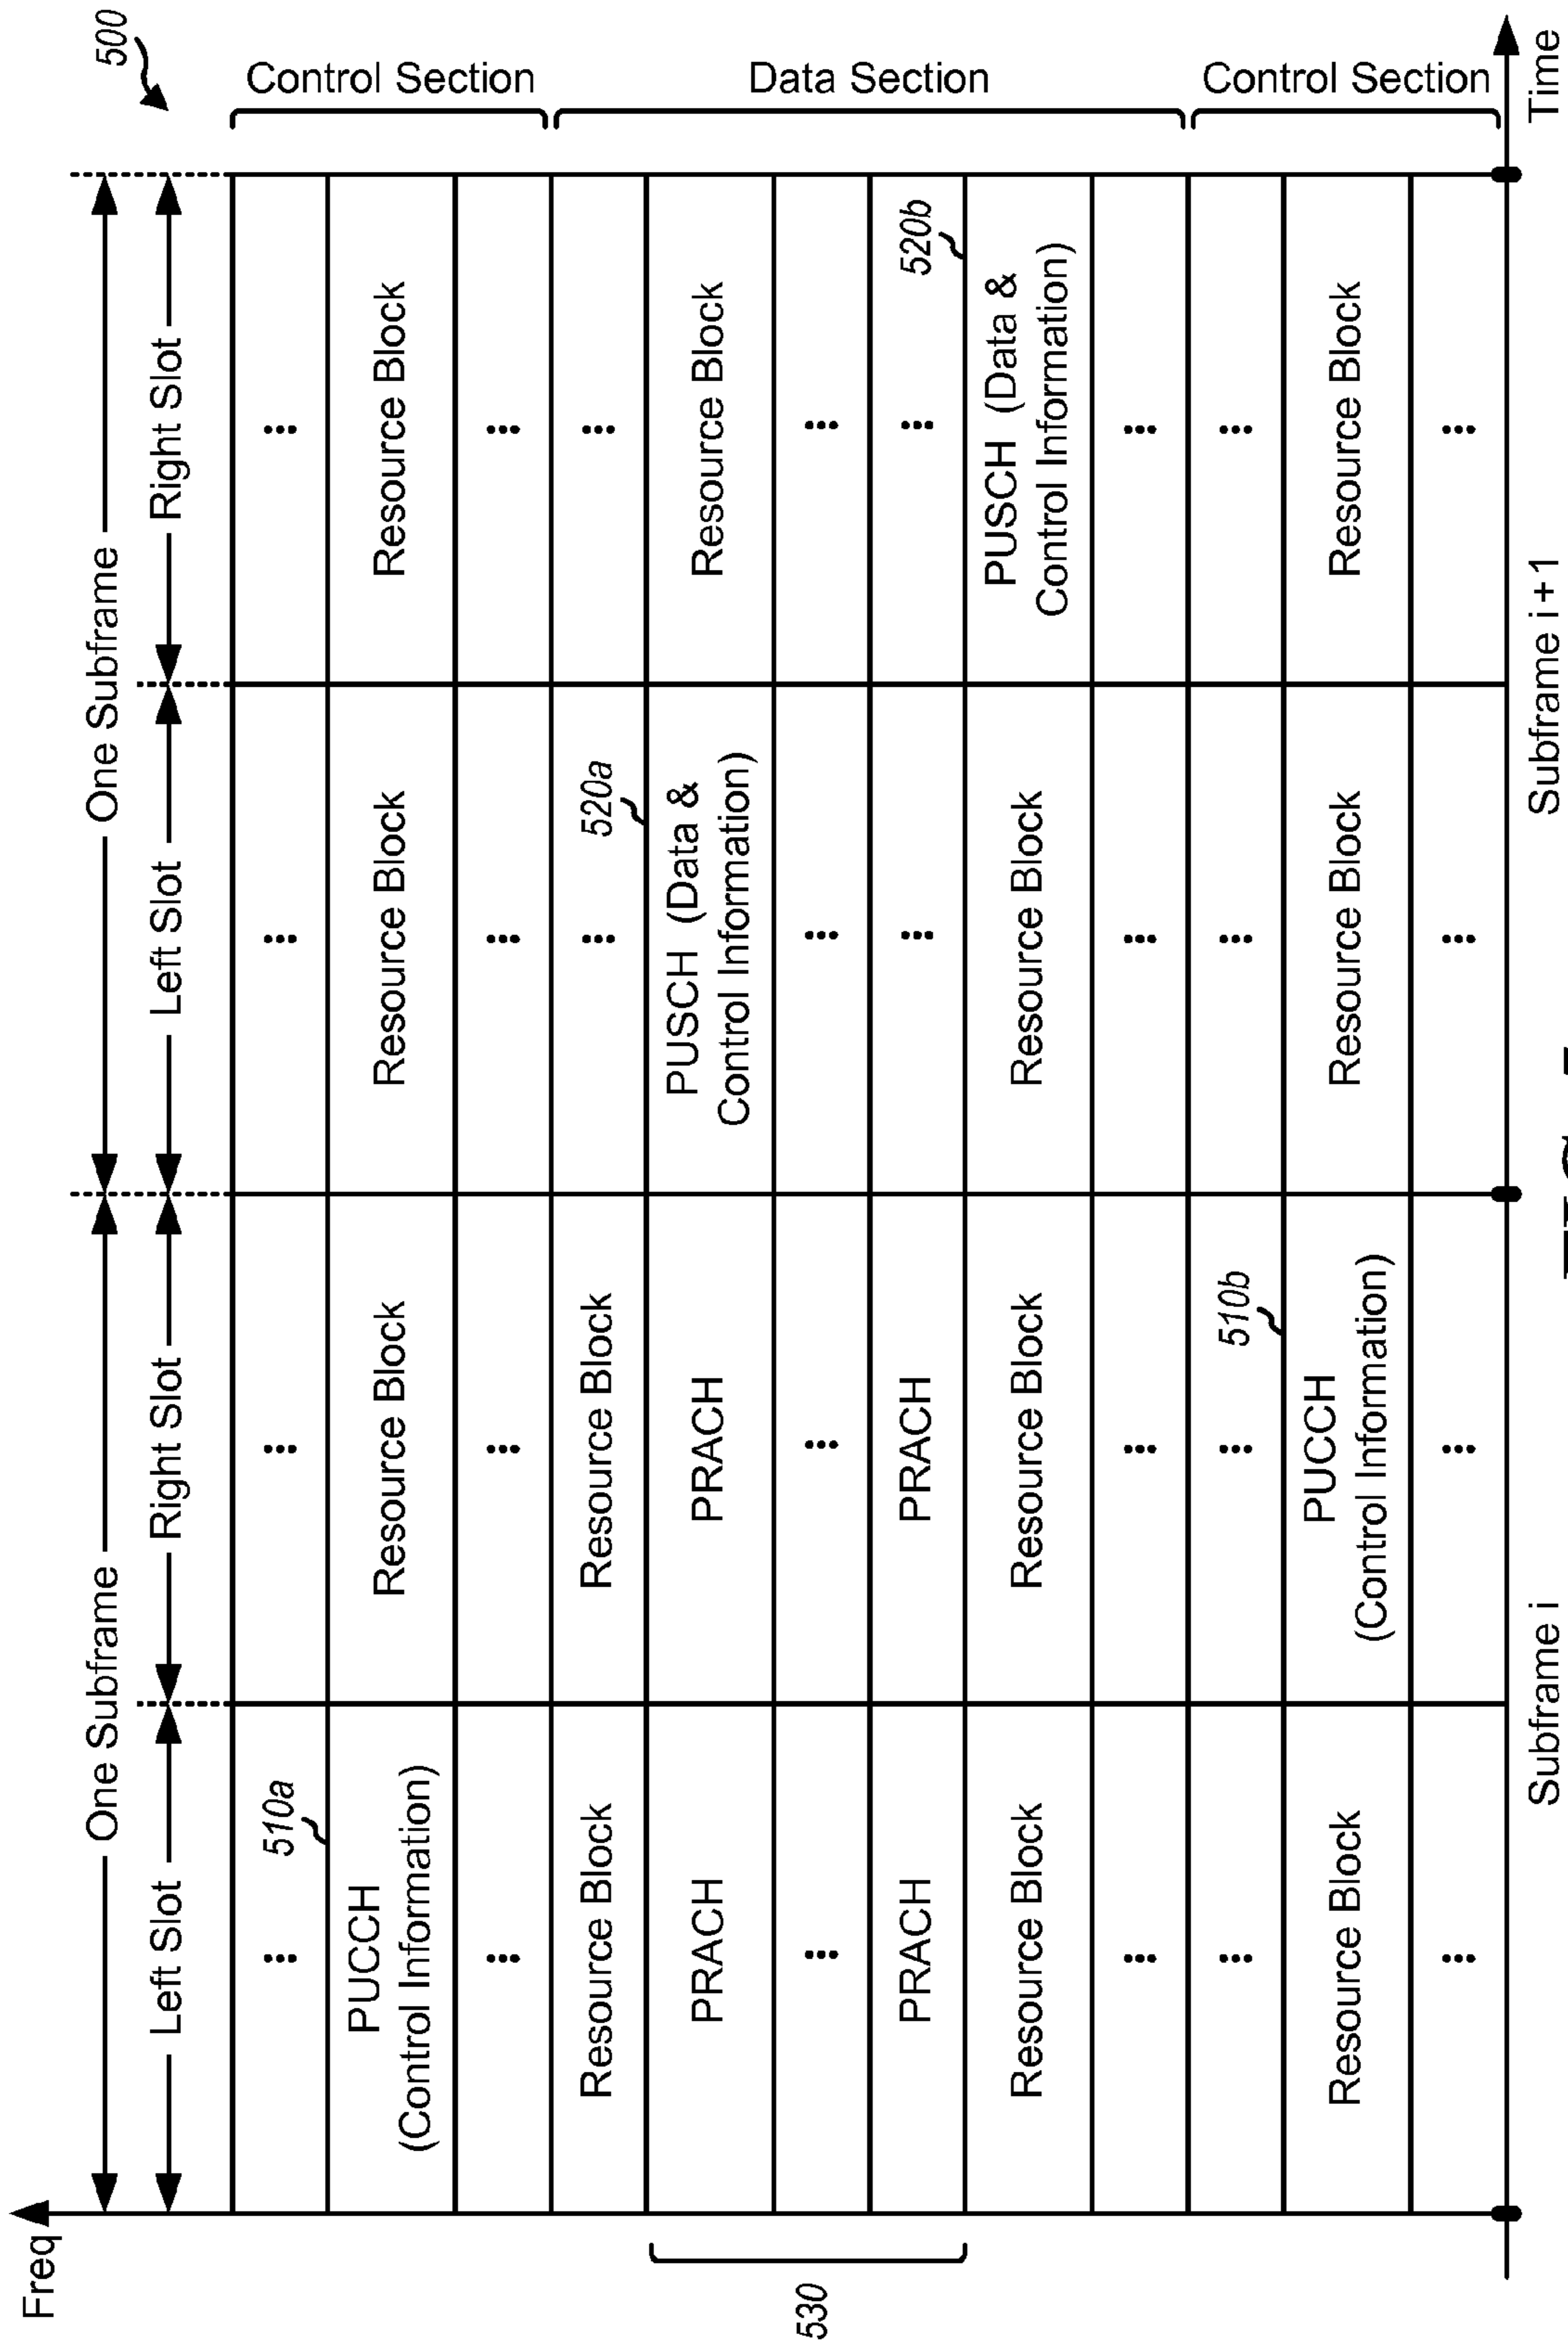 500
Freq
One Subframe
One Subframe
Left Slot
Right Slot
Left Slot
Right Slot
Control Section
... 510a
...
...
...
PUCCH
(Control Information)
Resource Block
Resource Block
Resource Block
...
...
...
...
Data Section
Resource Block
Resource Block
... 520a
...
530
PRACH
PRACH
PUSCH (Data &
Control Information)
Resource Block
...
...
...
...
PRACH
PRACH
...
... 520b
Resource Block
Resource Block
Resource Block
PUSCH (Data &
Control Information)
...
...
...
...
Control Section
...
... 510b
...
...
Resource Block
PUCCH
(Control Information)
Resource Block
Resource Block
...
...
...
...
Subframe i
Subframe i + 1
Time